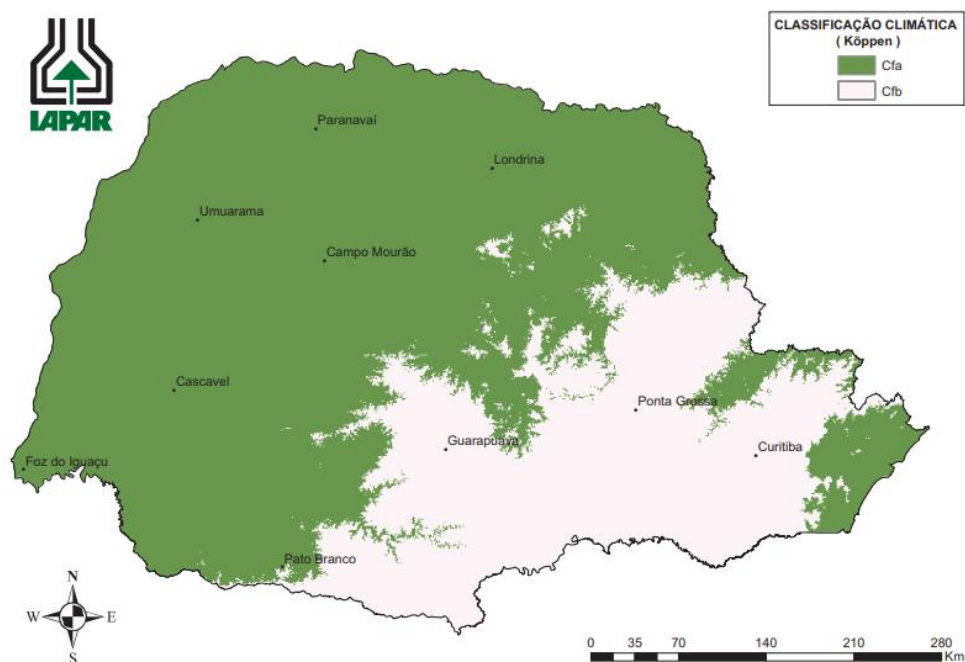 CLASSIFICAÇÃO CLIMÁTICA
( Köppen )
Cfa
Cfb
IAPAR
Paranavaí
Londrina
Umuarama
Campo Mourão
Cascavel
Ponta Grossa
Guarapuava
Curitiba
Foz do Iguaçu
Pato Branco
N
W
E
S
0 35 70 140 210 280
Km